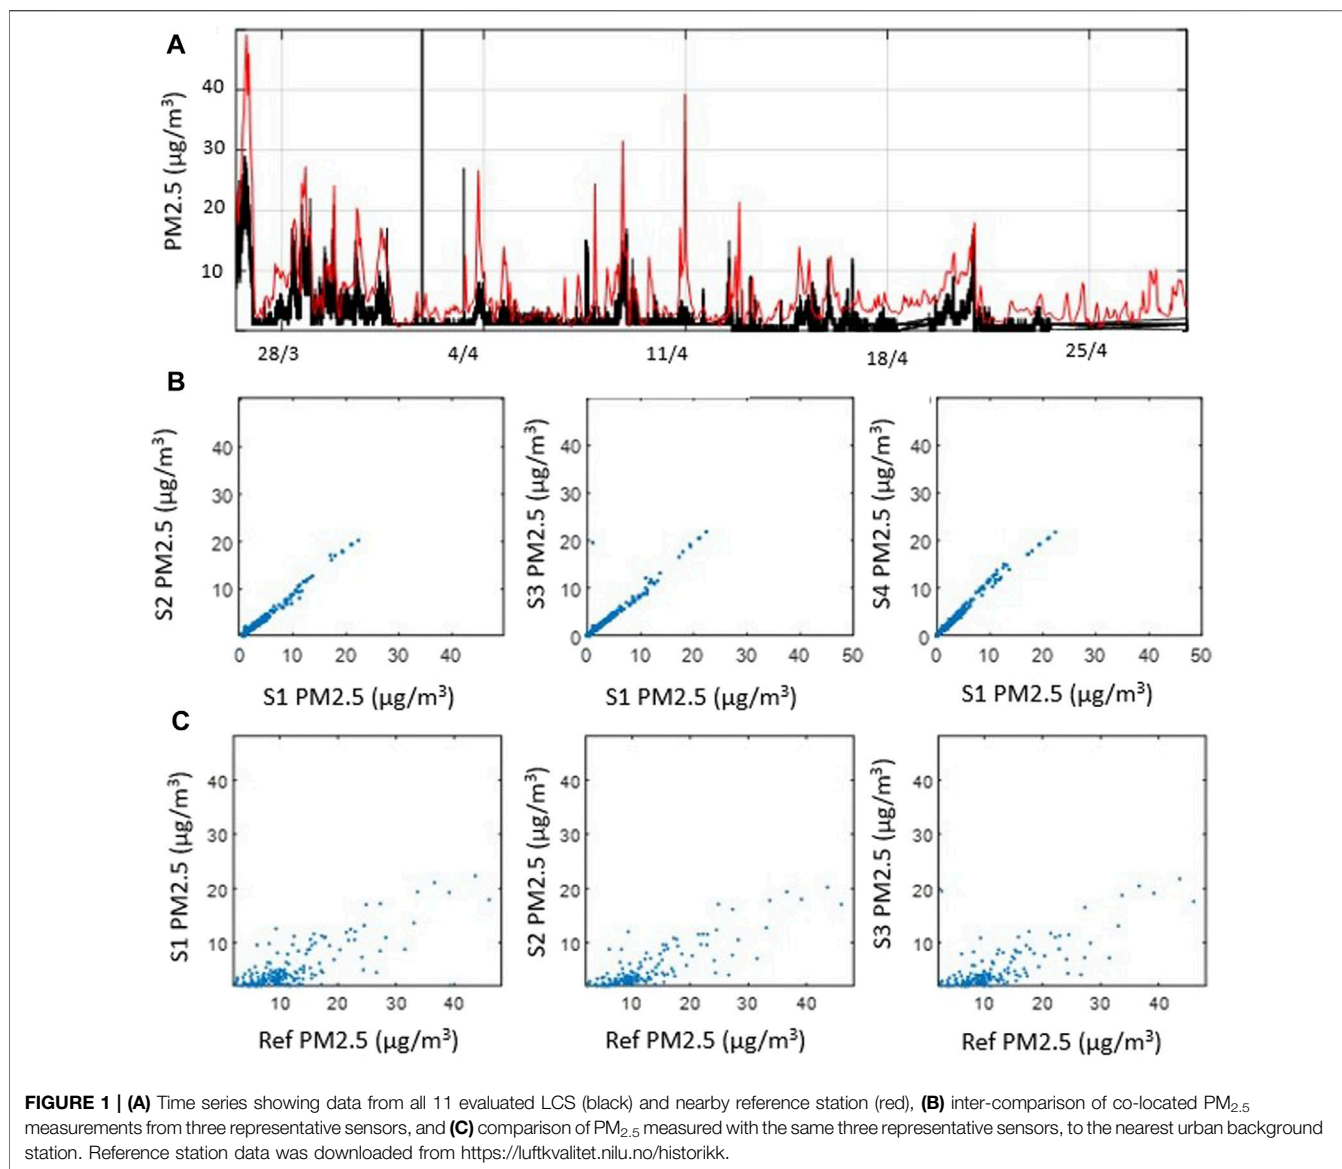 A
PM2.5 (µg/m³)
40
30
20
10
28/3
4/4
11/4
18/4
25/4
B
S2 PM2.5 (µg/m³)
40
30
20
10
0
0 10 20 30 40
S1 PM2.5 (µg/m³)
S3 PM2.5 (µg/m³)
40
30
20
10
0
0 10 20 30 40 50
S1 PM2.5 (µg/m³)
S4 PM2.5 (µg/m³)
40
30
20
10
0
0 10 20 30 40 50
S1 PM2.5 (µg/m³)
C
S1 PM2.5 (µg/m³)
40
30
20
10
10 20 30 40
Ref PM2.5 (µg/m³)
S2 PM2.5 (µg/m³)
40
30
20
10
10 20 30 40
Ref PM2.5 (µg/m³)
S3 PM2.5 (µg/m³)
40
30
20
10
10 20 30 40
Ref PM2.5 (µg/m³)
FIGURE 1 | (A) Time series showing data from all 11 evaluated LCS (black) and nearby reference station (red), (B) inter-comparison of co-located PM₂.₅
measurements from three representative sensors, and (C) comparison of PM₂.₅ measured with the same three representative sensors, to the nearest urban background
station. Reference station data was downloaded from https://luftkvalitet.nilu.no/historikk.